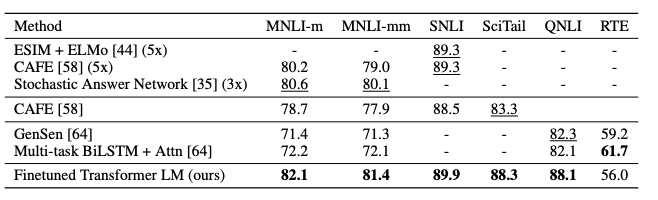 Method MNLI-m MNLI-mm SNLI SciTail QNLI RTE
ESIM + ELMo [44] (5x) - - 89.3 - - -
CAFE [58] (5x) 80.2 79.0 89.3 - - -
Stochastic Answer Network [35] (3x) 80.6 80.1 - - - -
CAFE [58] 78.7 77.9 88.5 83.3
GenSen [64] 71.4 71.3 - - 82.3 59.2
Multi-task BiLSTM + Attn [64] 72.2 72.1 - - 82.1 61.7
Finetuned Transformer LM (ours) 82.1 81.4 89.9 88.3 88.1 56.0